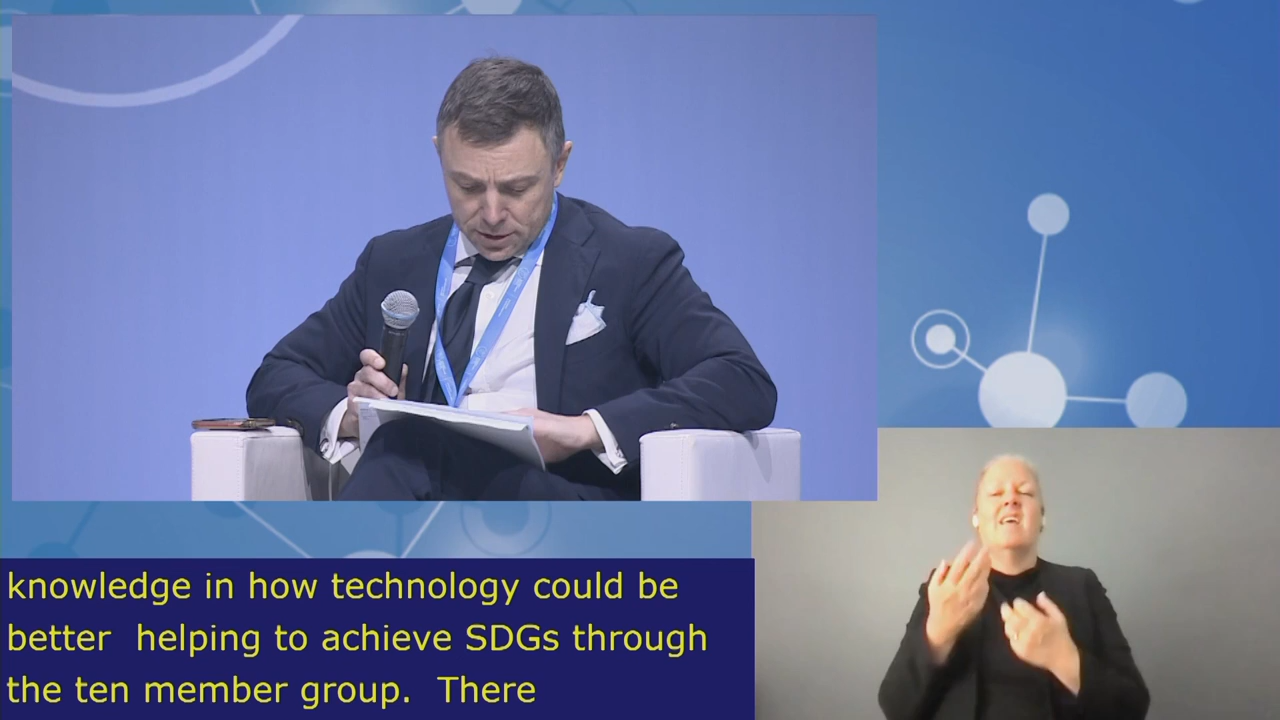 knowledge in how technology could be
better  helping to achieve SDGs through
the ten member group.  There